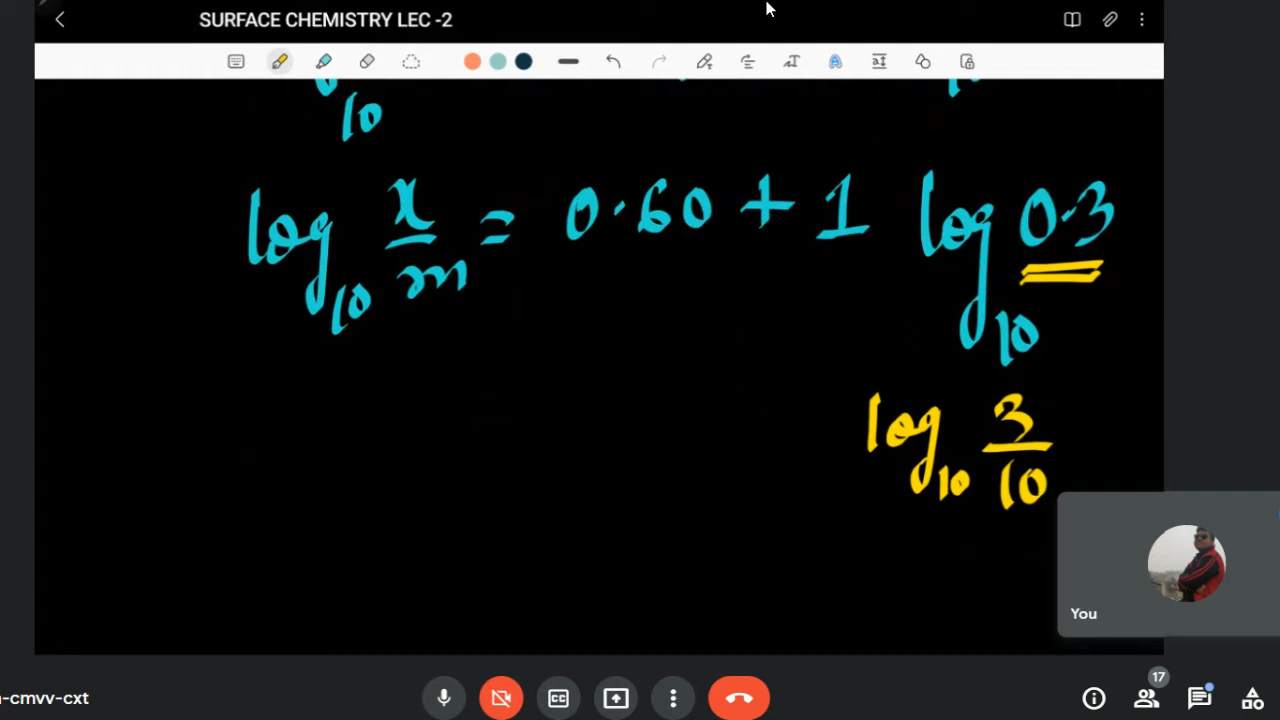 SURFACE CHEMISTRY LEC -2
10
log₁₀ x/m = 0.60 + 1 log₁₀ 0.3
log₁₀ 3/10
You
-cmvv-cxt
CC
17